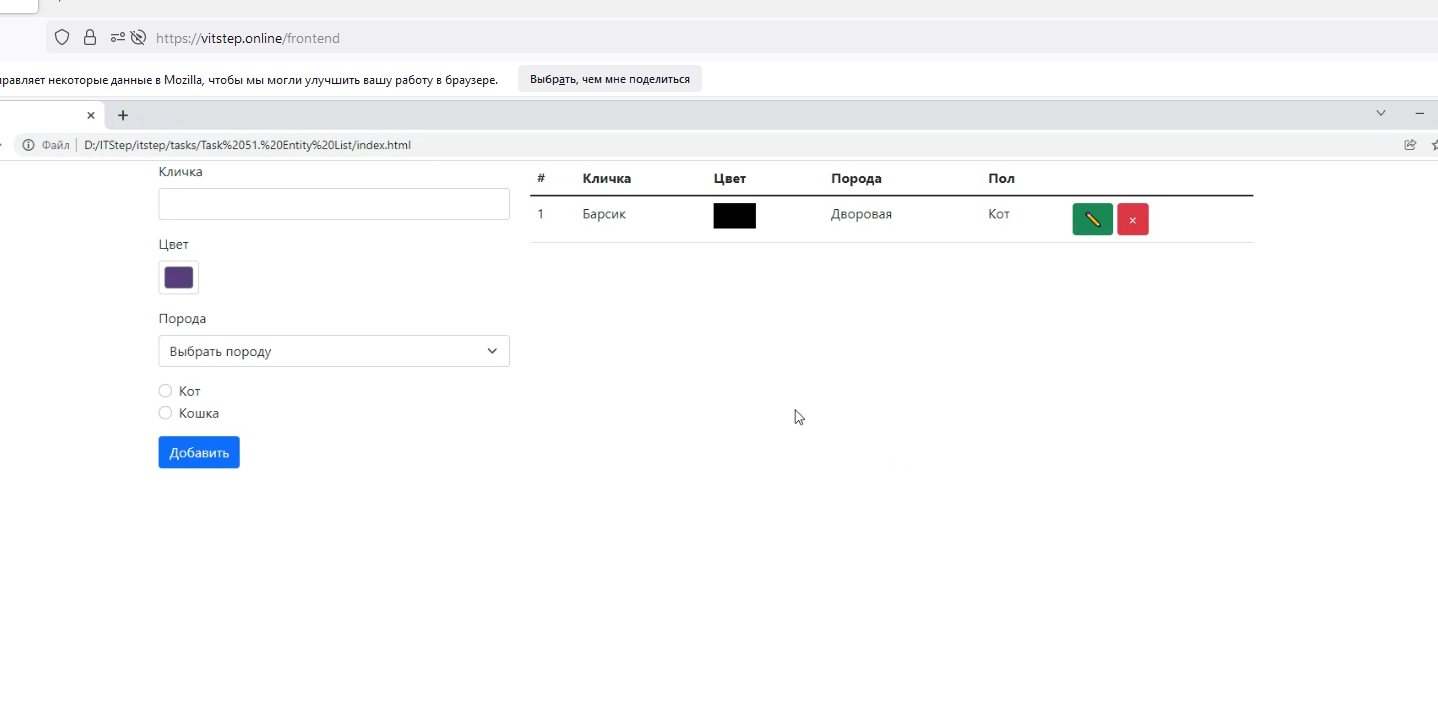 https://vitstep.online/frontend
некоторые данные в Mozilla, чтобы мы могли улучшить вашу работу в браузере.
Выбрать, чем мне поделиться
Файл
D:/ITStep/itstep/tasks/Task%2051.%20Entity%20List/index.html
Кличка
Цвет
Порода
Выбрать породу
Кот
Кошка
Добавить
# Кличка Цвет Порода Пол
1 Барсик Дворовая Кот
×